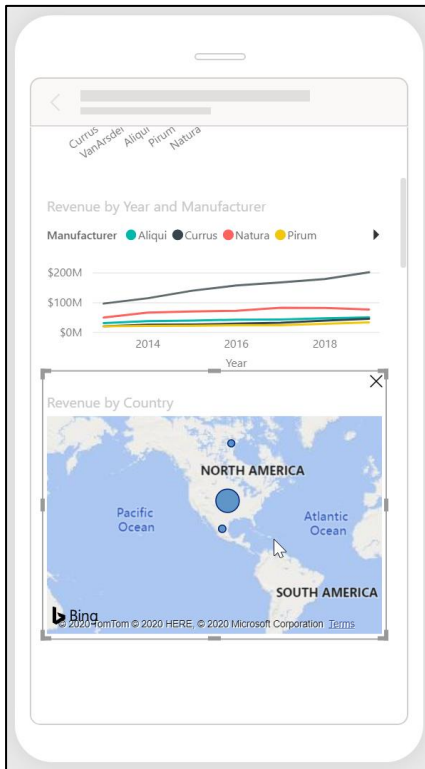 Currus
VanArsdel
Aliqui
Pirum
Natura
Revenue by Year and Manufacturer
Manufacturer Aliqui Currus Natura Pirum
$200M
$100M
$0M
2014 2016 2018
Year
Revenue by Country
NORTH AMERICA
Pacific
Ocean
Atlantic
Ocean
SOUTH AMERICA
Bing
© 2020 TomTom © 2020 HERE, © 2020 Microsoft Corporation Terms